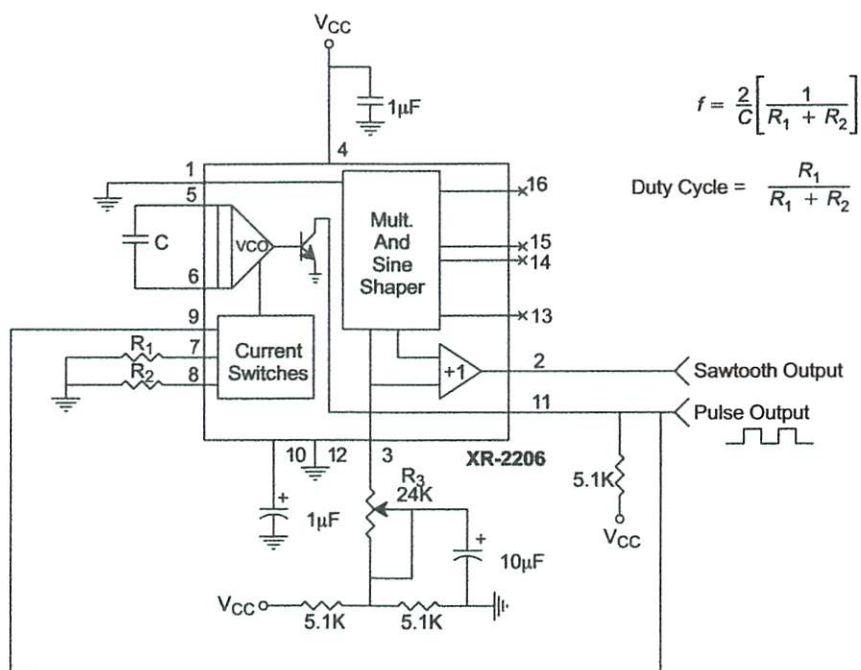 VCC
1µF
4
f = 2/C [ 1 / (R1 + R2) ]
Duty Cycle = R1 / (R1 + R2)
1
16
5
C
VCO
Mult.
And
Sine
Shaper
15
14
6
13
9
R1
7
Current
Switches
R2
8
+1
2
Sawtooth Output
11
Pulse Output
10
12
3
XR-2206
+
1µF
R3
24K
5.1K
VCC
+
10µF
VCC
5.1K
5.1K